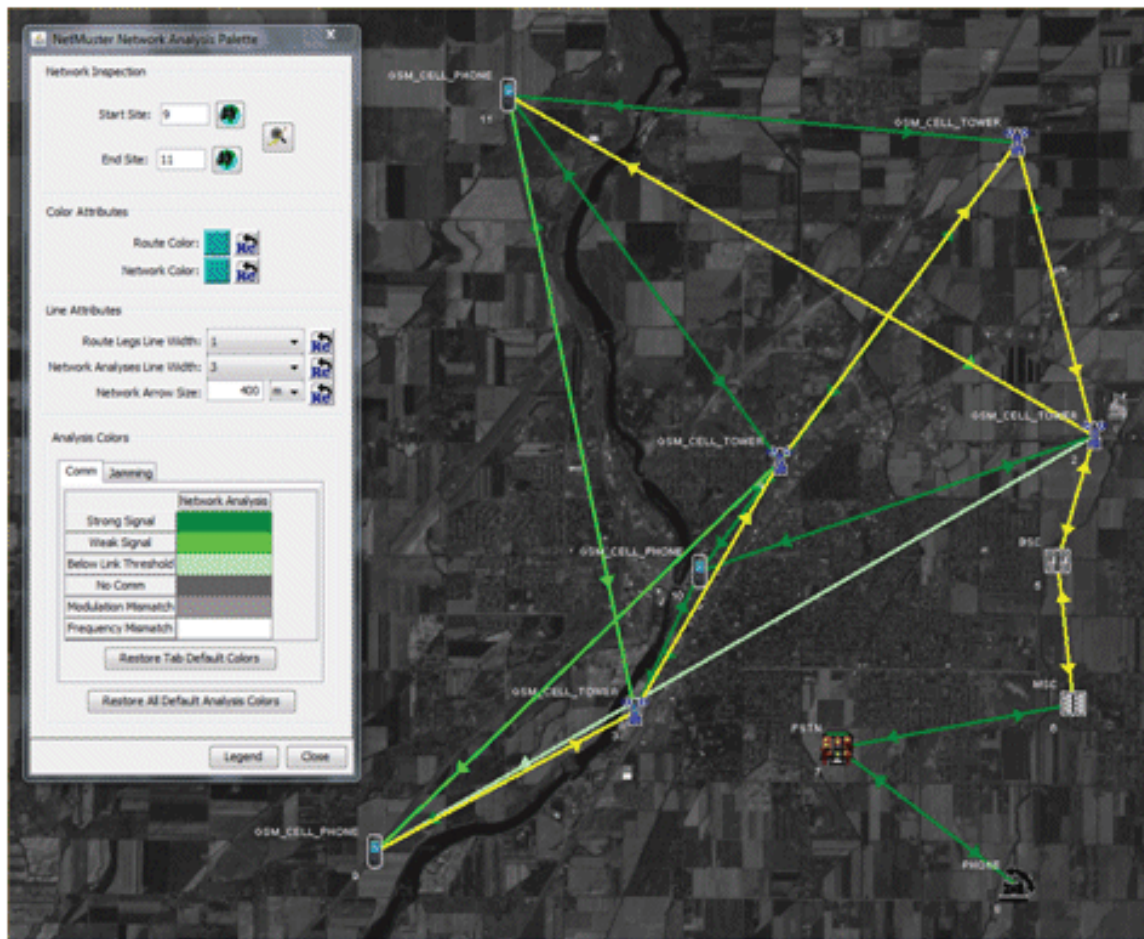 NetMuster Network Analysis Palette
X
Network Inspection
Start Site: 9
End Site: 11
Color Attributes
Route Color:
Network Color:
Line Attributes
Route Legs Line Width: 1
Network Analyses Line Width: 3
Network Arrow Size: 400 m
Analysis Colors
Comm Jamming
Network Analysis
Strong Signal
Weak Signal
Below Link Threshold
No Comm
Modulation Mismatch
Frequency Mismatch
Restore Tab Default Colors
Restore All Default Analysis Colors
Legend Close
GSM_CELL_PHONE
11
GSM_CELL_TOWER
GSM_CELL_TOWER
2
GSM_CELL_TOWER
GSM_CELL_PHONE
10
BSC
5
GSM_CELL_TOWER
MSC
6
PSTN
7
GSM_CELL_PHONE
9
PHONE